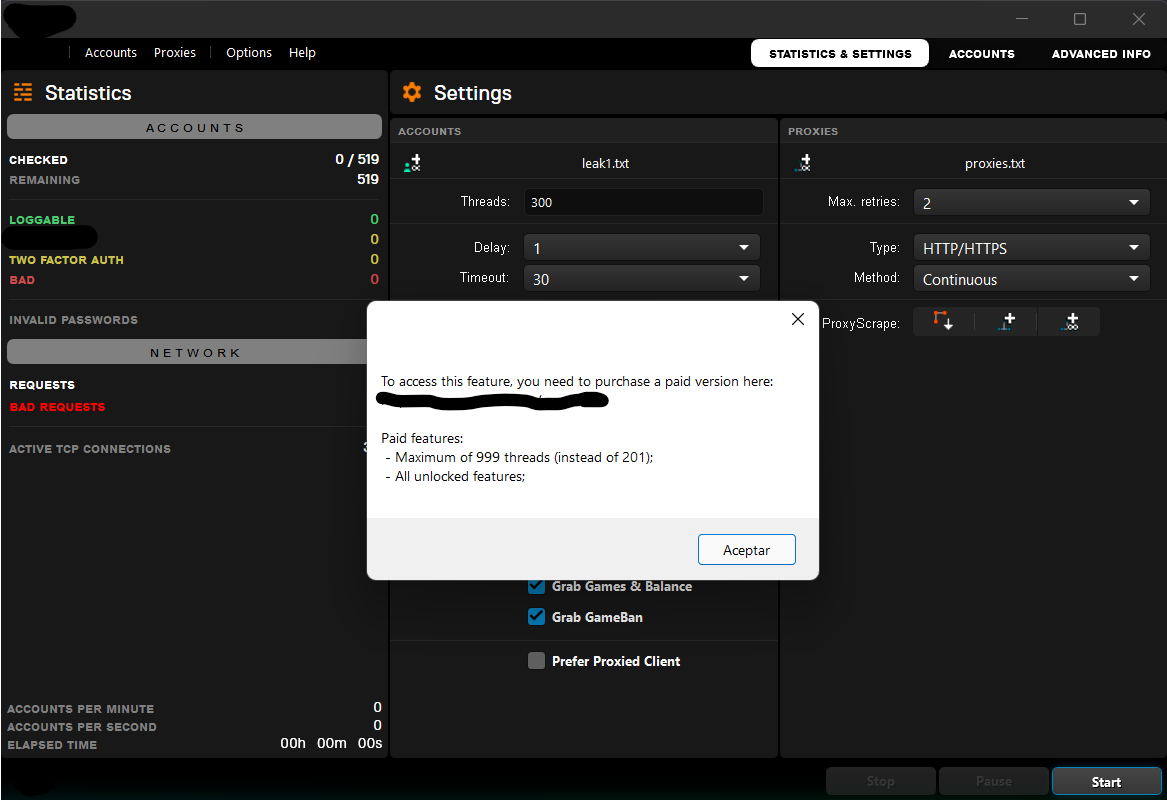 Accounts Proxies Options Help
STATISTICS & SETTINGS ACCOUNTS ADVANCED INFO
Statistics
ACCOUNTS
CHECKED 0 / 519
REMAINING 519
LOGGABLE 0
0
TWO FACTOR AUTH 0
BAD 0
INVALID PASSWORDS
NETWORK
REQUESTS
BAD REQUESTS
ACTIVE TCP CONNECTIONS
ACCOUNTS PER MINUTE 0
ACCOUNTS PER SECOND 0
ELAPSED TIME 00h 00m 00s
Settings
ACCOUNTS
leak1.txt
Threads: 300
Delay: 1
Timeout: 30
PROXIES
proxies.txt
Max. retries: 2
Type: HTTP/HTTPS
Method: Continuous
ProxyScrape:
To access this feature, you need to purchase a paid version here:
Paid features:
- Maximum of 999 threads (instead of 201);
- All unlocked features;
Aceptar
Grab Games & Balance
Grab GameBan
Prefer Proxied Client
Stop Pause Start